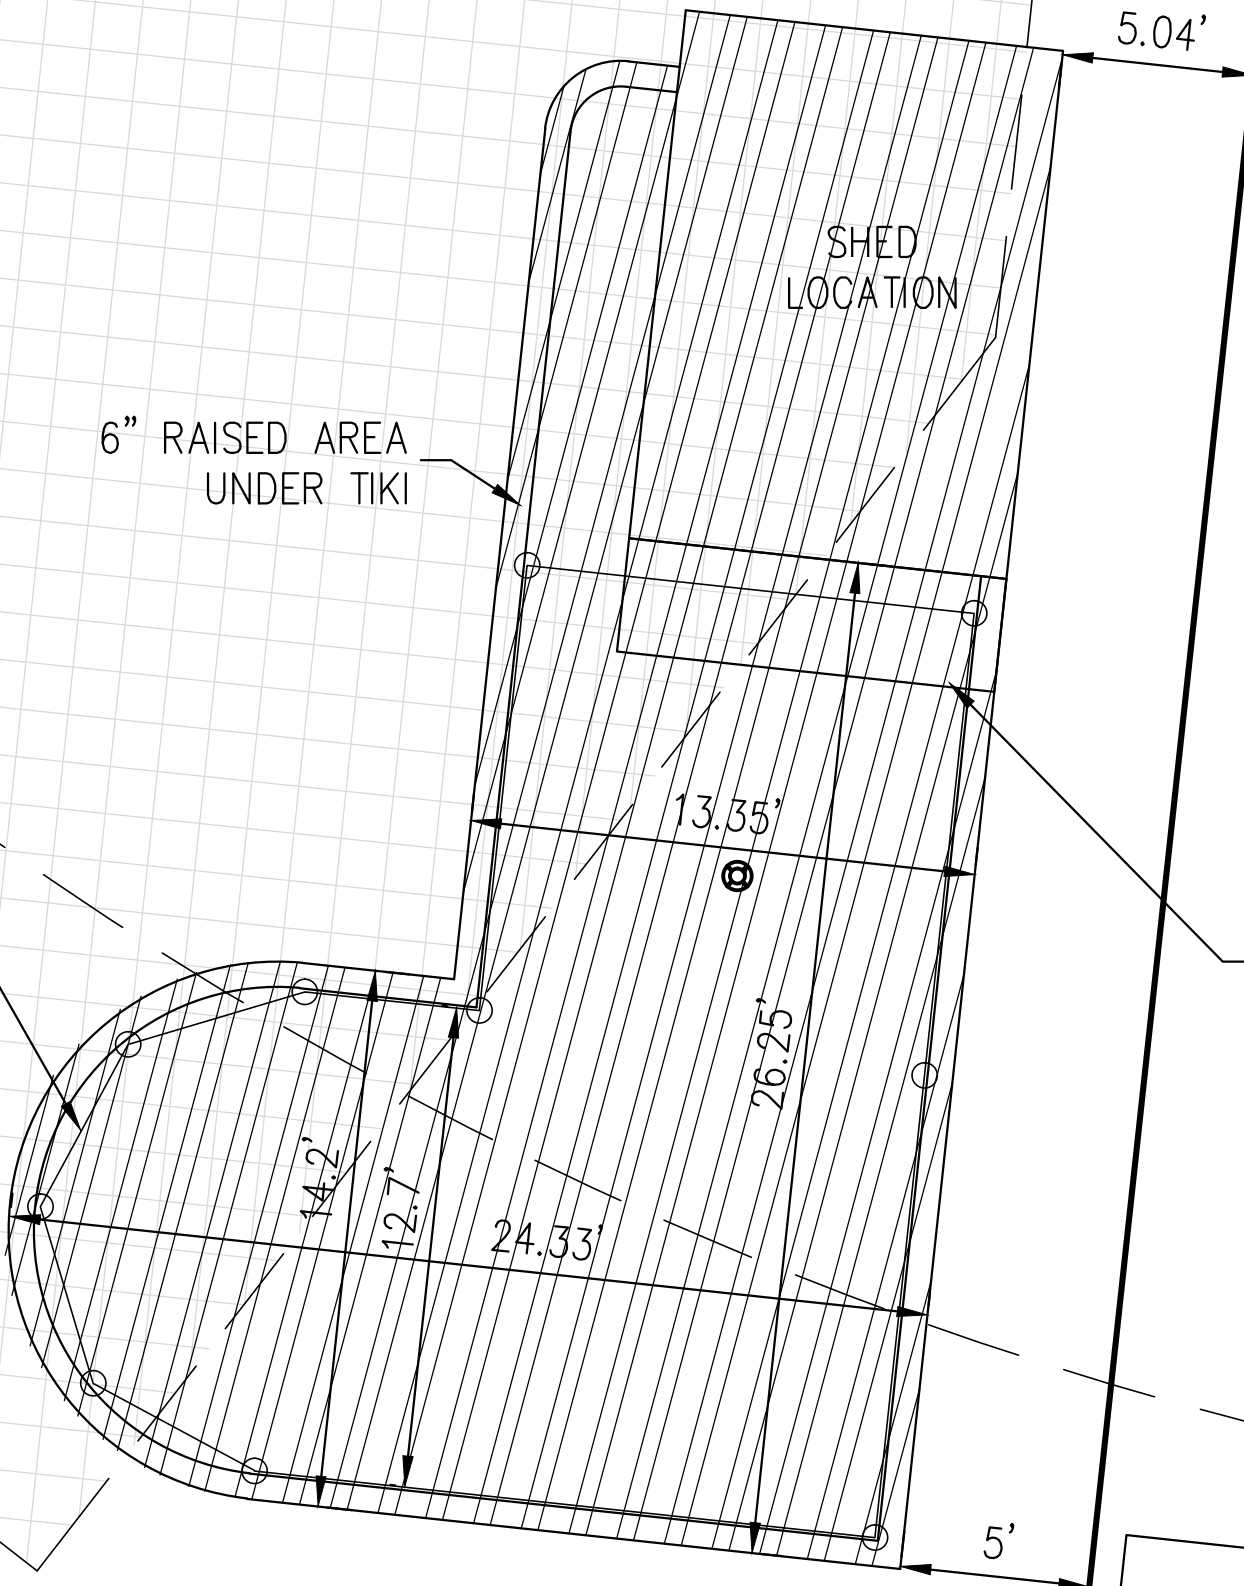 5.04'
SHED
LOCATION
6” RAISED AREA
UNDER TIKI
13.35'
26.25'
14.2'
12.7'
24.33'
5'